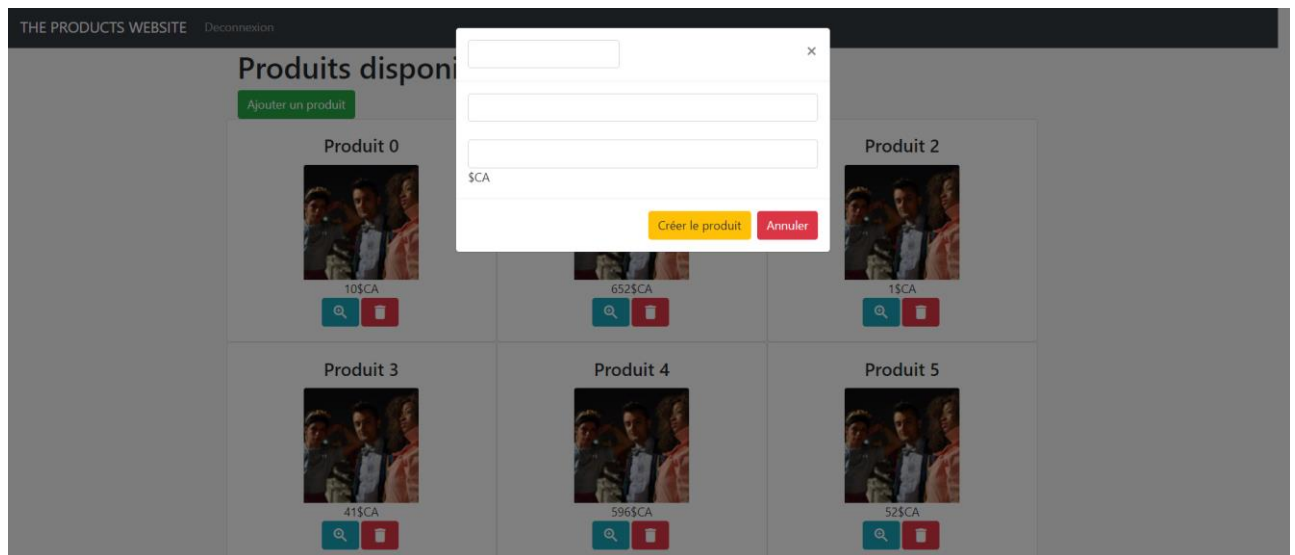 THE PRODUCTS WEBSITE Deconnexion
×
Produits disponi
Ajouter un produit
$CA
Créer le produit Annuler
Produit 0 Produit 2
10$CA 652$CA 1$CA
Produit 3 Produit 4 Produit 5
41$CA 596$CA 52$CA